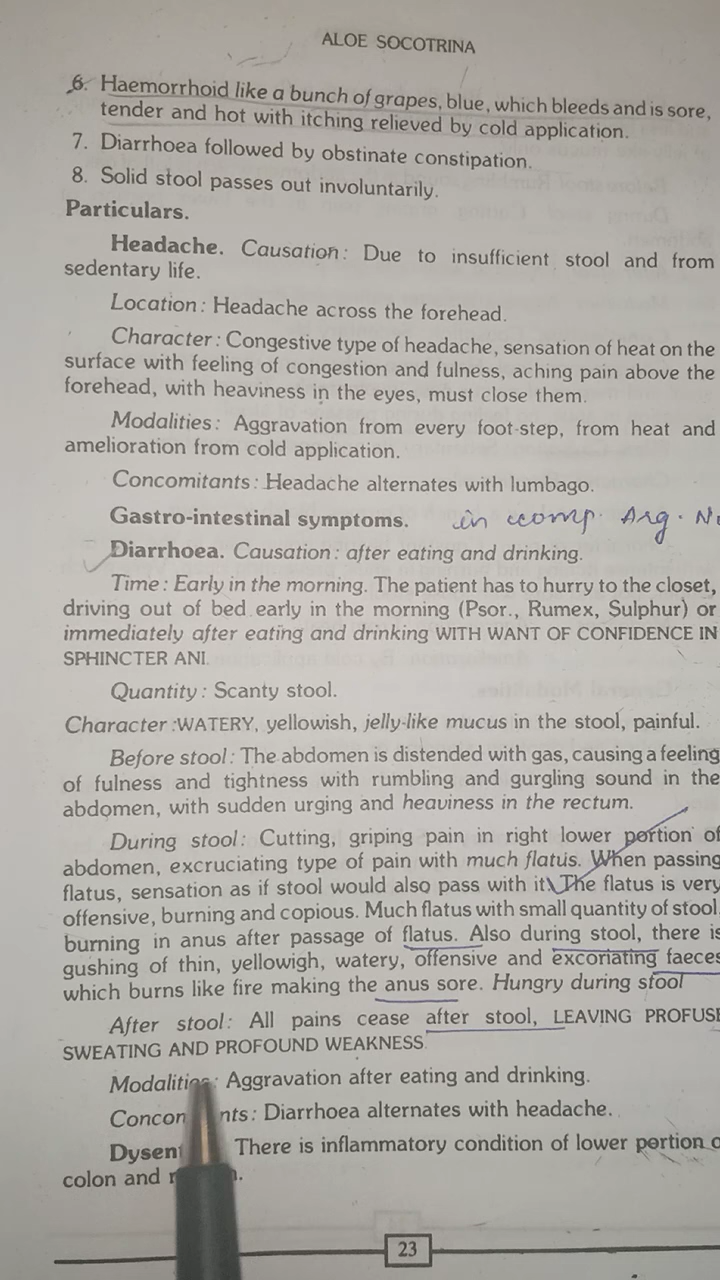 ALOE SOCOTRINA
6. Haemorrhoid like a bunch of grapes, blue, which bleeds and is sore,
tender and hot with itching relieved by cold application.
7. Diarrhoea followed by obstinate constipation.
8. Solid stool passes out involuntarily.
Particulars.
Headache. Causation : Due to insufficient stool and from
sedentary life.
Location : Headache across the forehead.
Character : Congestive type of headache, sensation of heat on the
surface with feeling of congestion and fulness, aching pain above the
forehead, with heaviness in the eyes, must close them.
Modalities : Aggravation from every foot-step, from heat and
amelioration from cold application.
Concomitants : Headache alternates with lumbago.
Gastro-intestinal symptoms. in comp. Arg. N
Diarrhoea. Causation : after eating and drinking.
Time : Early in the morning. The patient has to hurry to the closet,
driving out of bed early in the morning (Psor., Rumex, Sulphur) or
immediately after eating and drinking WITH WANT OF CONFIDENCE IN
SPHINCTER ANI.
Quantity : Scanty stool.
Character :WATERY, yellowish, jelly-like mucus in the stool, painful.
Before stool : The abdomen is distended with gas, causing a feeling
of fulness and tightness with rumbling and gurgling sound in the
abdomen, with sudden urging and heaviness in the rectum.
During stool : Cutting, griping pain in right lower portion of
abdomen, excruciating type of pain with much flatus. When passing
flatus, sensation as if stool would also pass with it. The flatus is very
offensive, burning and copious. Much flatus with small quantity of stool,
burning in anus after passage of flatus. Also during stool, there is
gushing of thin, yellowigh, watery, offensive and excoriating faeces
which burns like fire making the anus sore. Hungry during stool
After stool : All pains cease after stool, LEAVING PROFUSE
SWEATING AND PROFOUND WEAKNESS
Modalities : Aggravation after eating and drinking.
Concon nts : Diarrhoea alternates with headache.
Dysen There is inflammatory condition of lower portion o
colon and
23